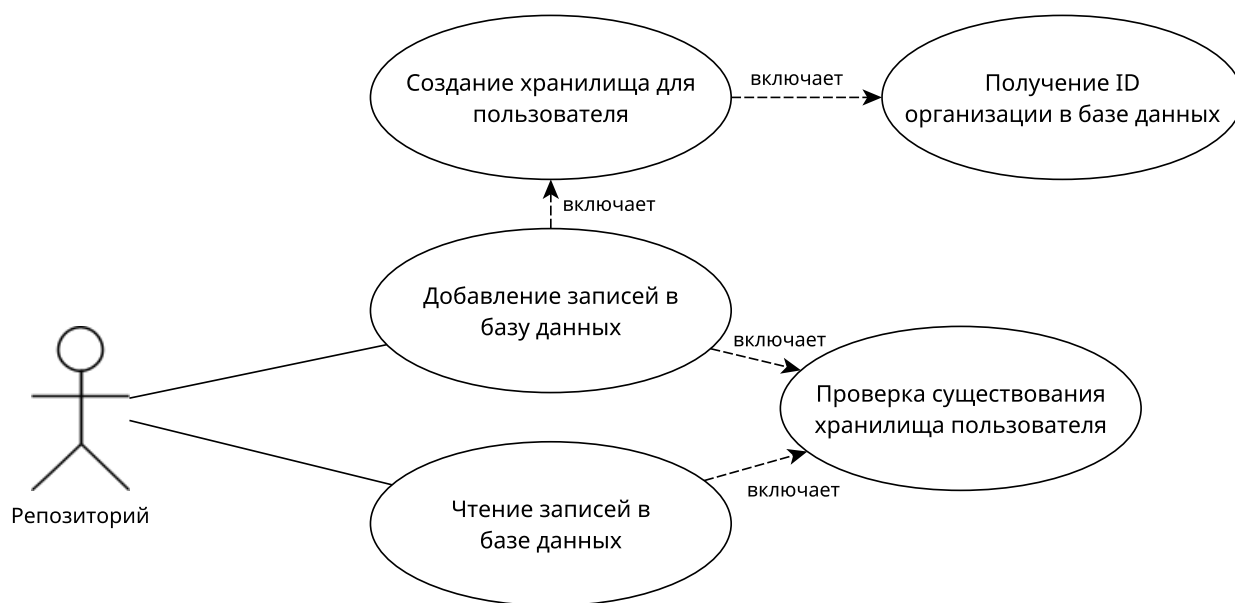 Создание хранилища для
пользователя
включает
Получение ID
организации в базе данных
включает
Добавление записей в
базу данных
включает
Проверка существования
хранилища пользователя
включает
Чтение записей в
базе данных
Репозиторий